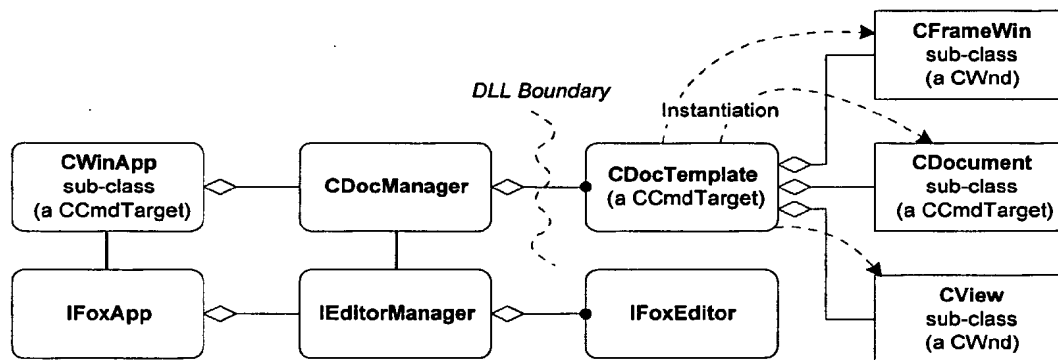 CFrameWin
sub-class
(a CWnd)
DLL Boundary
Instantiation
CWinApp
sub-class
(a CCmdTarget)
CDocManager
CDocTemplate
(a CCmdTarget)
CDocument
sub-class
(a CCmdTarget)
IFoxApp
IEditorManager
IFoxEditor
CView
sub-class
(a CWnd)